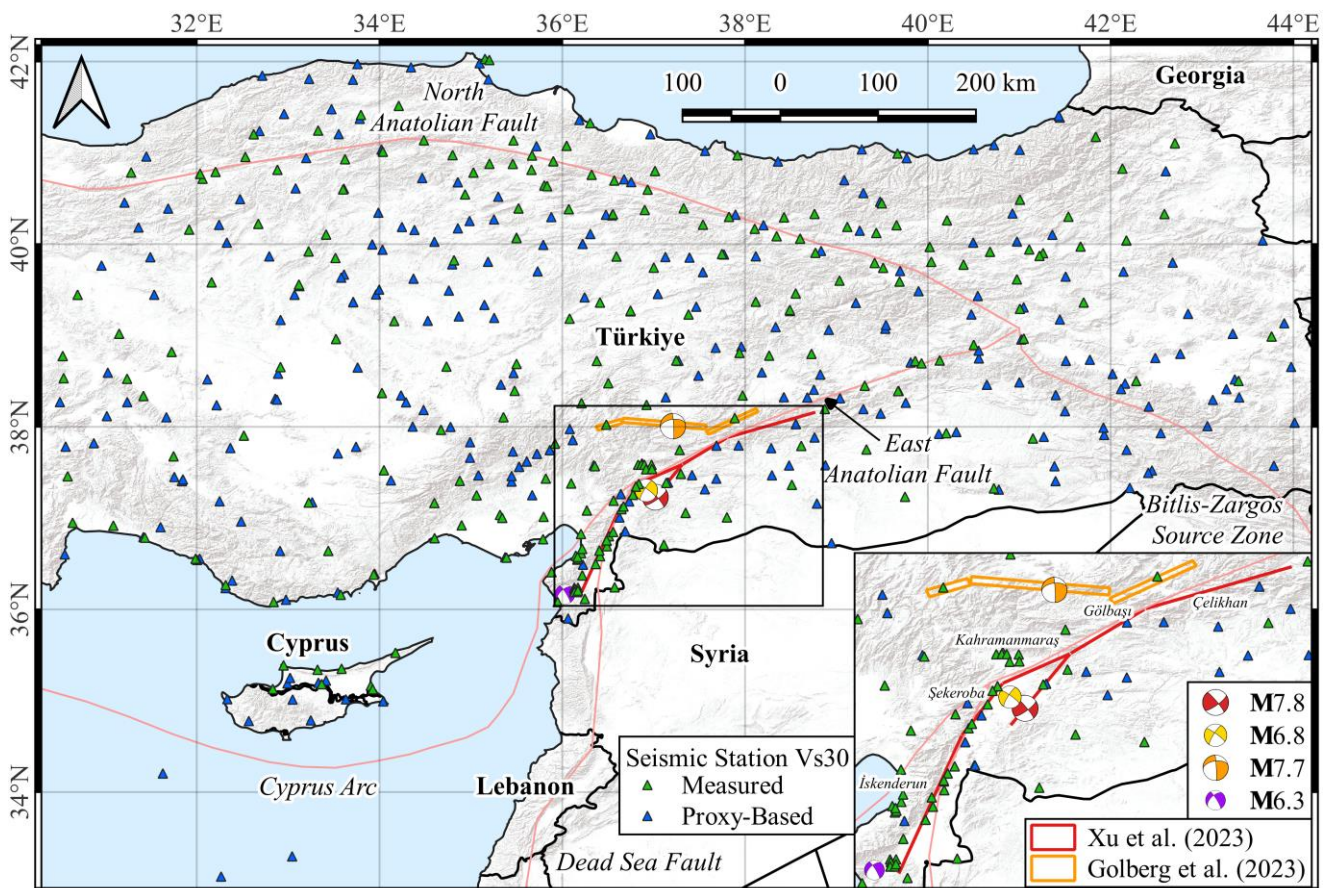 32°E 34°E 36°E 38°E 40°E 42°E 44°E
42°N
40°N
38°N
36°N
34°N
100 0 100 200 km
Georgia
North
Anatolian Fault
Türkiye
East
Anatolian Fault
Bitlis-Zargos
Source Zone
Cyprus
Syria
Cyprus Arc
Lebanon
Dead Sea Fault
Seismic Station Vs30
Measured
Proxy-Based
Gölbaşı
Çelikhan
Kahramanmaraş
Şekeroba
İskenderun
M7.8
M6.8
M7.7
M6.3
Xu et al. (2023)
Golberg et al. (2023)